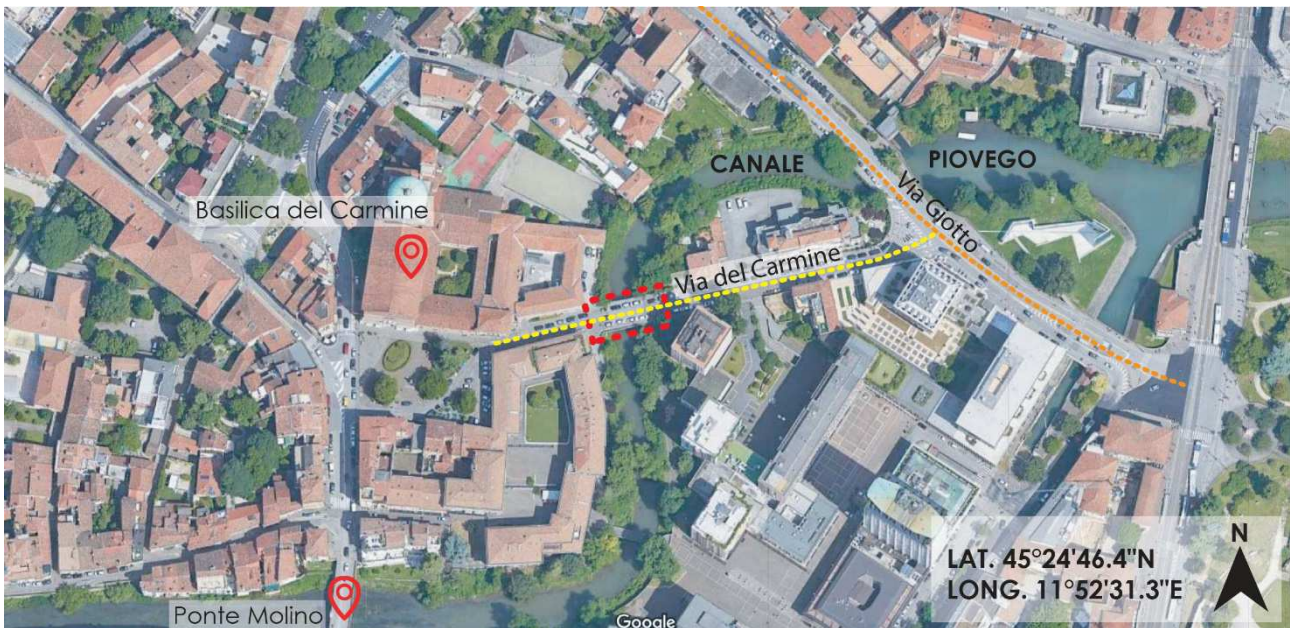 CANALE
PIOVEGO
Via Giotto
Basilica del Carmine
Via del Carmine
N
LAT. 45°24'46.4"N
LONG. 11°52'31.3"E
Ponte Molino
Google